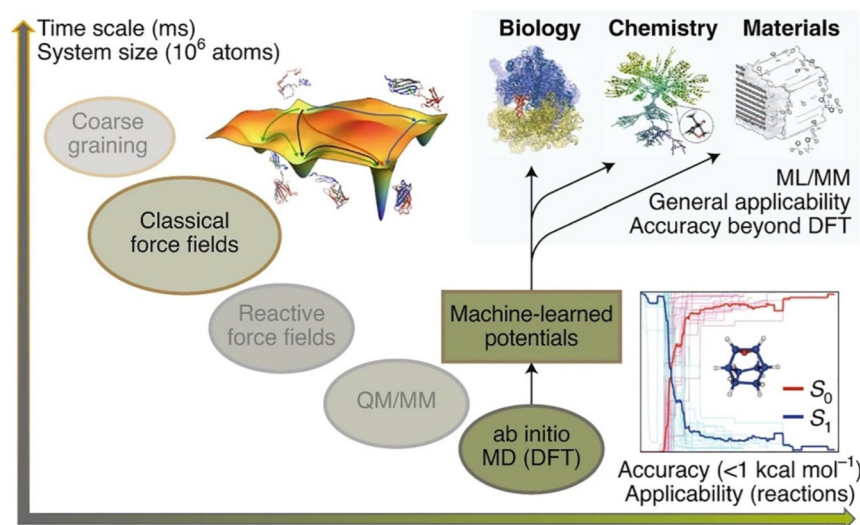 Time scale (ms)
System size (10⁶ atoms)
Biology
Chemistry
Materials
Coarse
graining
Classical
force fields
Reactive
force fields
QM/MM
ML/MM
General applicability
Accuracy beyond DFT
Machine-learned
potentials
ab initio
MD (DFT)
S₀
S₁
Accuracy (<1 kcal mol⁻¹)
Applicability (reactions)